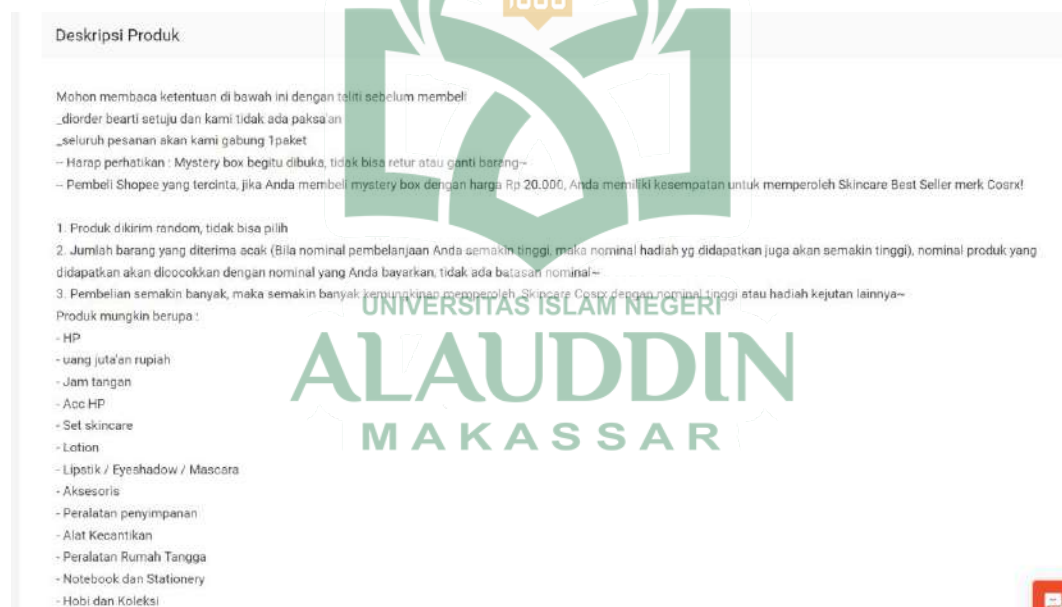 Deskripsi Produk
Mohon membaca ketentuan di bawah ini dengan teliti sebelum membeli
_diorder bearti setuju dan kami tidak ada paksa'an
_seluruh pesanan akan kami gabung 1paket
-- Harap perhatikan : Mystery box begitu dibuka, tidak bisa retur atau ganti barang~
-- Pembeli Shopee yang tercinta, jika Anda membeli mystery box dengan harga Rp 20.000, Anda memiliki kesempatan untuk memperoleh Skincare Best Seller merk Cosrx!
1. Produk dikirim random, tidak bisa pilih
2. Jumlah barang yang diterima acak (Bila nominal pembelanjaan Anda semakin tinggi, maka nominal hadiah yg didapatkan juga akan semakin tinggi), nominal produk yang
didapatkan akan dicocokkan dengan nominal yang Anda bayarkan, tidak ada batasan nominal~
3. Pembelian semakin banyak, maka semakin banyak kemungkinan memperoleh Skincare Cosrx dengan nominal tinggi atau hadiah kejutan lainnya~
UNIVERSITAS ISLAM NEGERI
ALAUDDIN
MAKASSAR
Produk mungkin berupa :
- HP
- uang juta'an rupiah
- Jam tangan
- Acc HP
- Set skincare
- Lotion
- Lipstik / Eyeshadow / Mascara
- Aksesoris
- Peralatan penyimpanan
- Alat Kecantikan
- Peralatan Rumah Tangga
- Notebook dan Stationery
- Hobi dan Koleksi